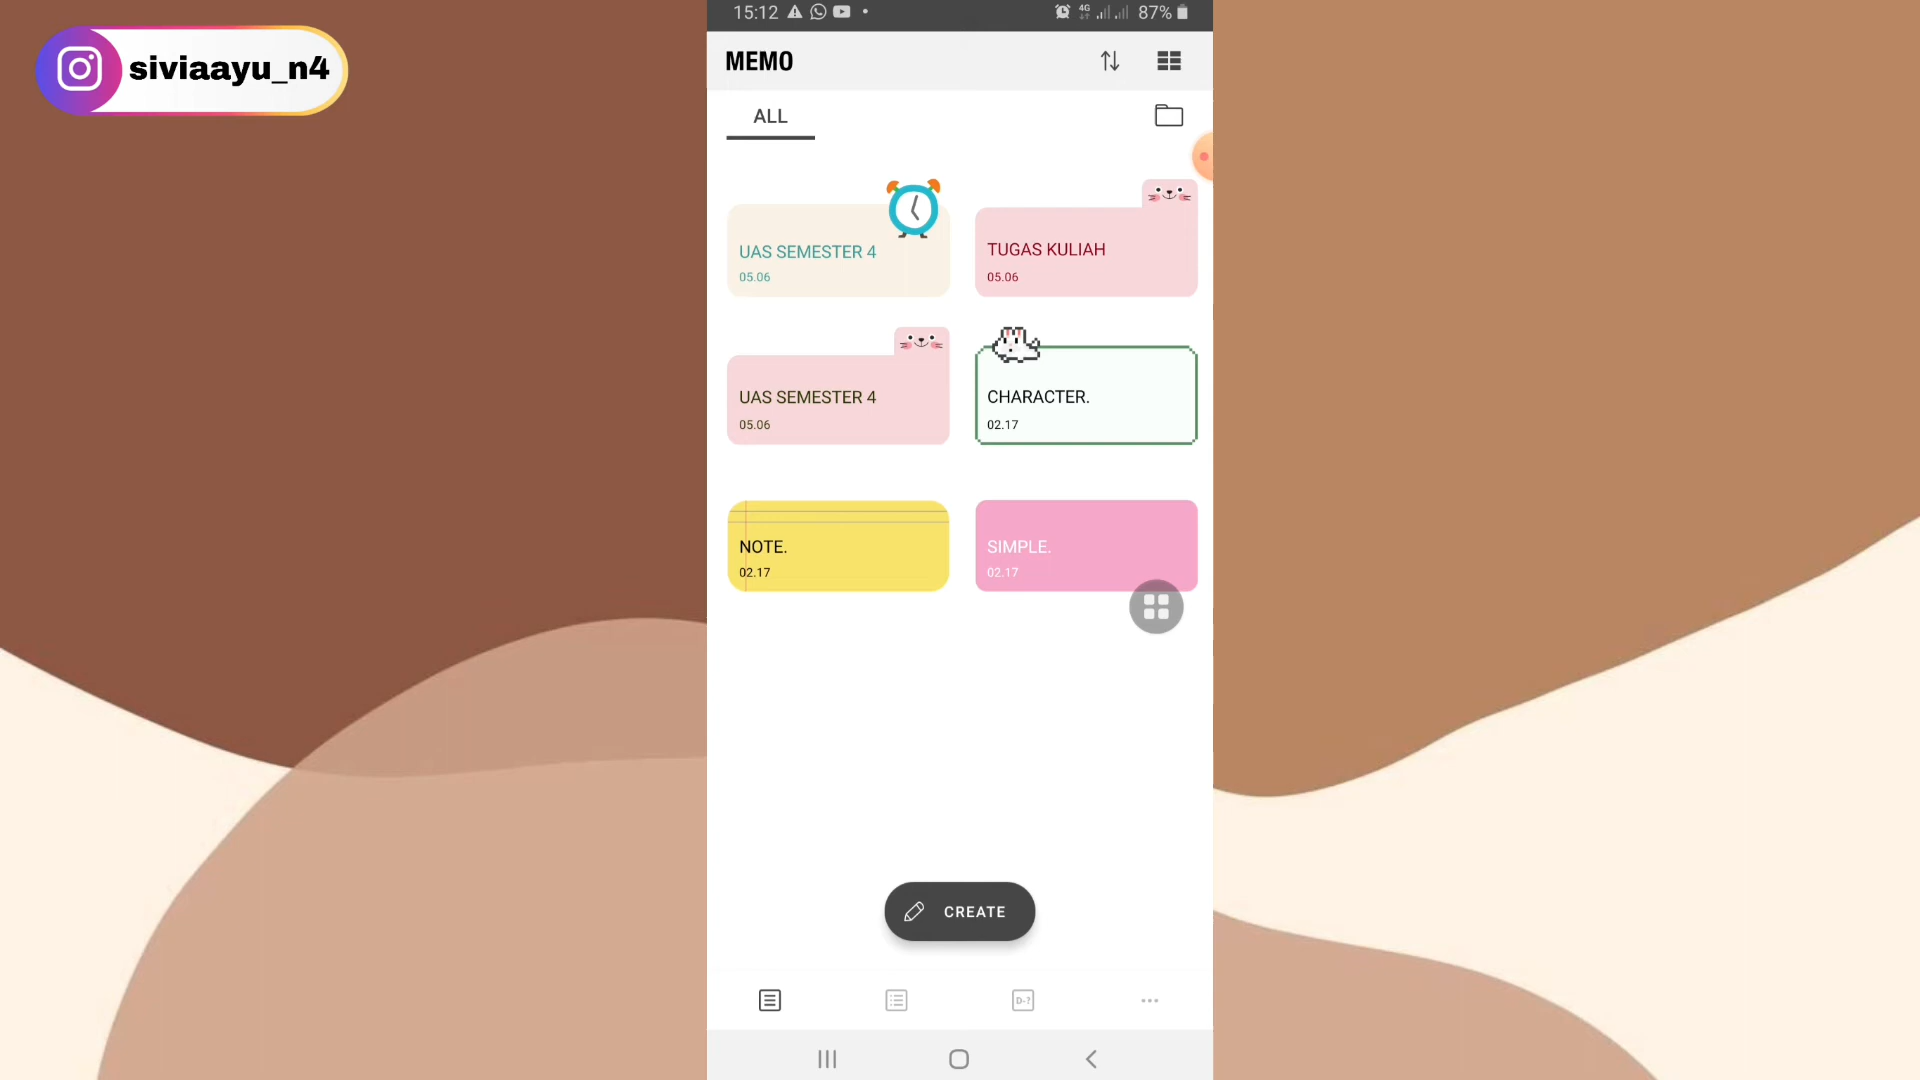 siviaayu_n4
15:12 4G 87%
MEMO
ALL
UAS SEMESTER 4
05.06
TUGAS KULIAH
05.06
UAS SEMESTER 4
05.06
CHARACTER.
02.17
NOTE.
02.17
SIMPLE.
02.17
CREATE
D-?